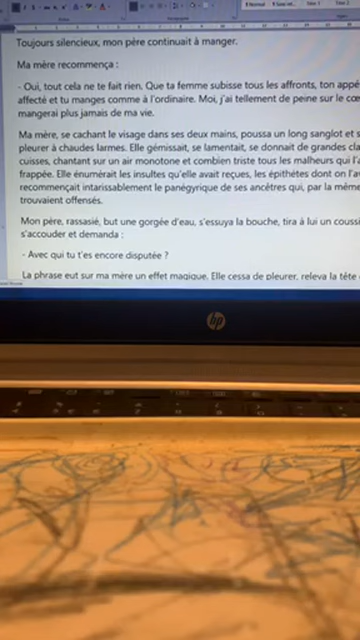 Toujours silencieux, mon père continuait à manger.
Ma mère recommença :
- Oui, tout cela ne te fait rien. Que ta femme subisse tous les affronts, ton appé
affecté et tu manges comme à l'ordinaire. Moi, j'ai tellement de peine sur le cœ
mangerai plus jamais de ma vie.
Ma mère, se cachant le visage dans ses deux mains, poussa un long sanglot et s
pleurer à chaudes larmes. Elle gémissait, se lamentait, se donnait de grandes cla
cuisses, chantant sur un air monotone et combien triste tous les malheurs qui l'a
frappée. Elle énumérait les insultes qu'elle avait reçues, les épithètes dont on l'av
recommençait intarissablement le panégyrique de ses ancêtres qui, par la même
trouvaient offensés.
Mon père, rassasié, but une gorgée d'eau, s'essuya la bouche, tira à lui un coussi
s'accouder et demanda :
- Avec qui tu t'es encore disputée ?
La phrase eut sur ma mère un effet magique. Elle cessa de pleurer, releva la tête
hp